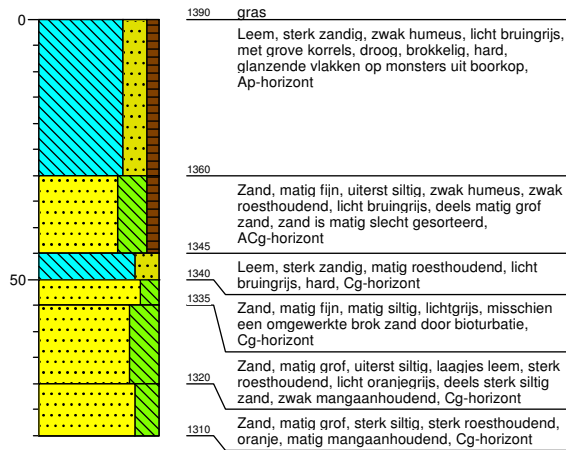 0
1390 gras
Leem, sterk zandig, zwak humeus, licht bruingrijs,
met grove korrels, droog, brokkelig, hard,
glanzende vlakken op monsters uit boorkop,
Ap-horizont
1360
Zand, matig fijn, uiterst siltig, zwak humeus, zwak
roesthoudend, licht bruingrijs, deels matig grof
zand, zand is matig slecht gesorteerd,
ACg-horizont
1345
Leem, sterk zandig, matig roesthoudend, licht
bruingrijs, hard, Cg-horizont
50
1340
Zand, matig fijn, matig siltig, lichtgrijs, misschien
een omgewerkte brok zand door bioturbatie,
Cg-horizont
1335
Zand, matig grof, uiterst siltig, laagjes leem, sterk
roesthoudend, licht oranjegrijs, deels sterk siltig
zand, zwak mangaanhoudend, Cg-horizont
1320
Zand, matig grof, sterk siltig, sterk roesthoudend,
oranje, matig mangaanhoudend, Cg-horizont
1310